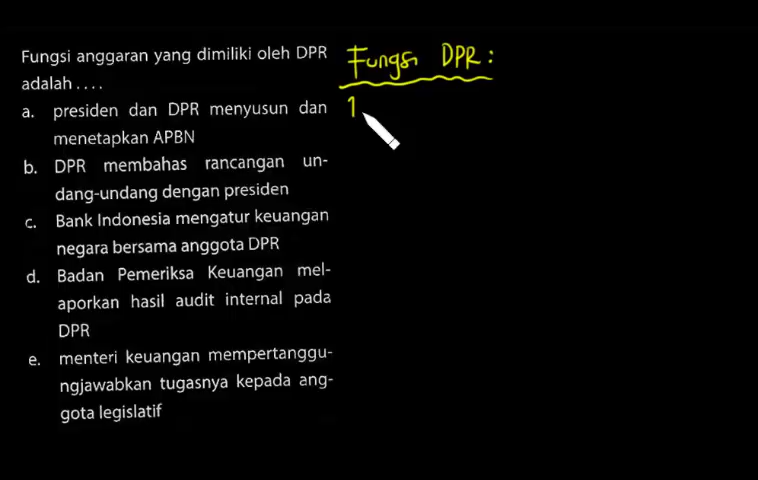 Fungsi anggaran yang dimiliki oleh DPR
adalah ....
a. presiden dan DPR menyusun dan
menetapkan APBN
b. DPR membahas rancangan un-
dang-undang dengan presiden
c. Bank Indonesia mengatur keuangan
negara bersama anggota DPR
d. Badan Pemeriksa Keuangan mel-
aporkan hasil audit internal pada
DPR
e. menteri keuangan mempertanggu-
ngjawabkan tugasnya kepada ang-
gota legislatif
Fungsi DPR :
1